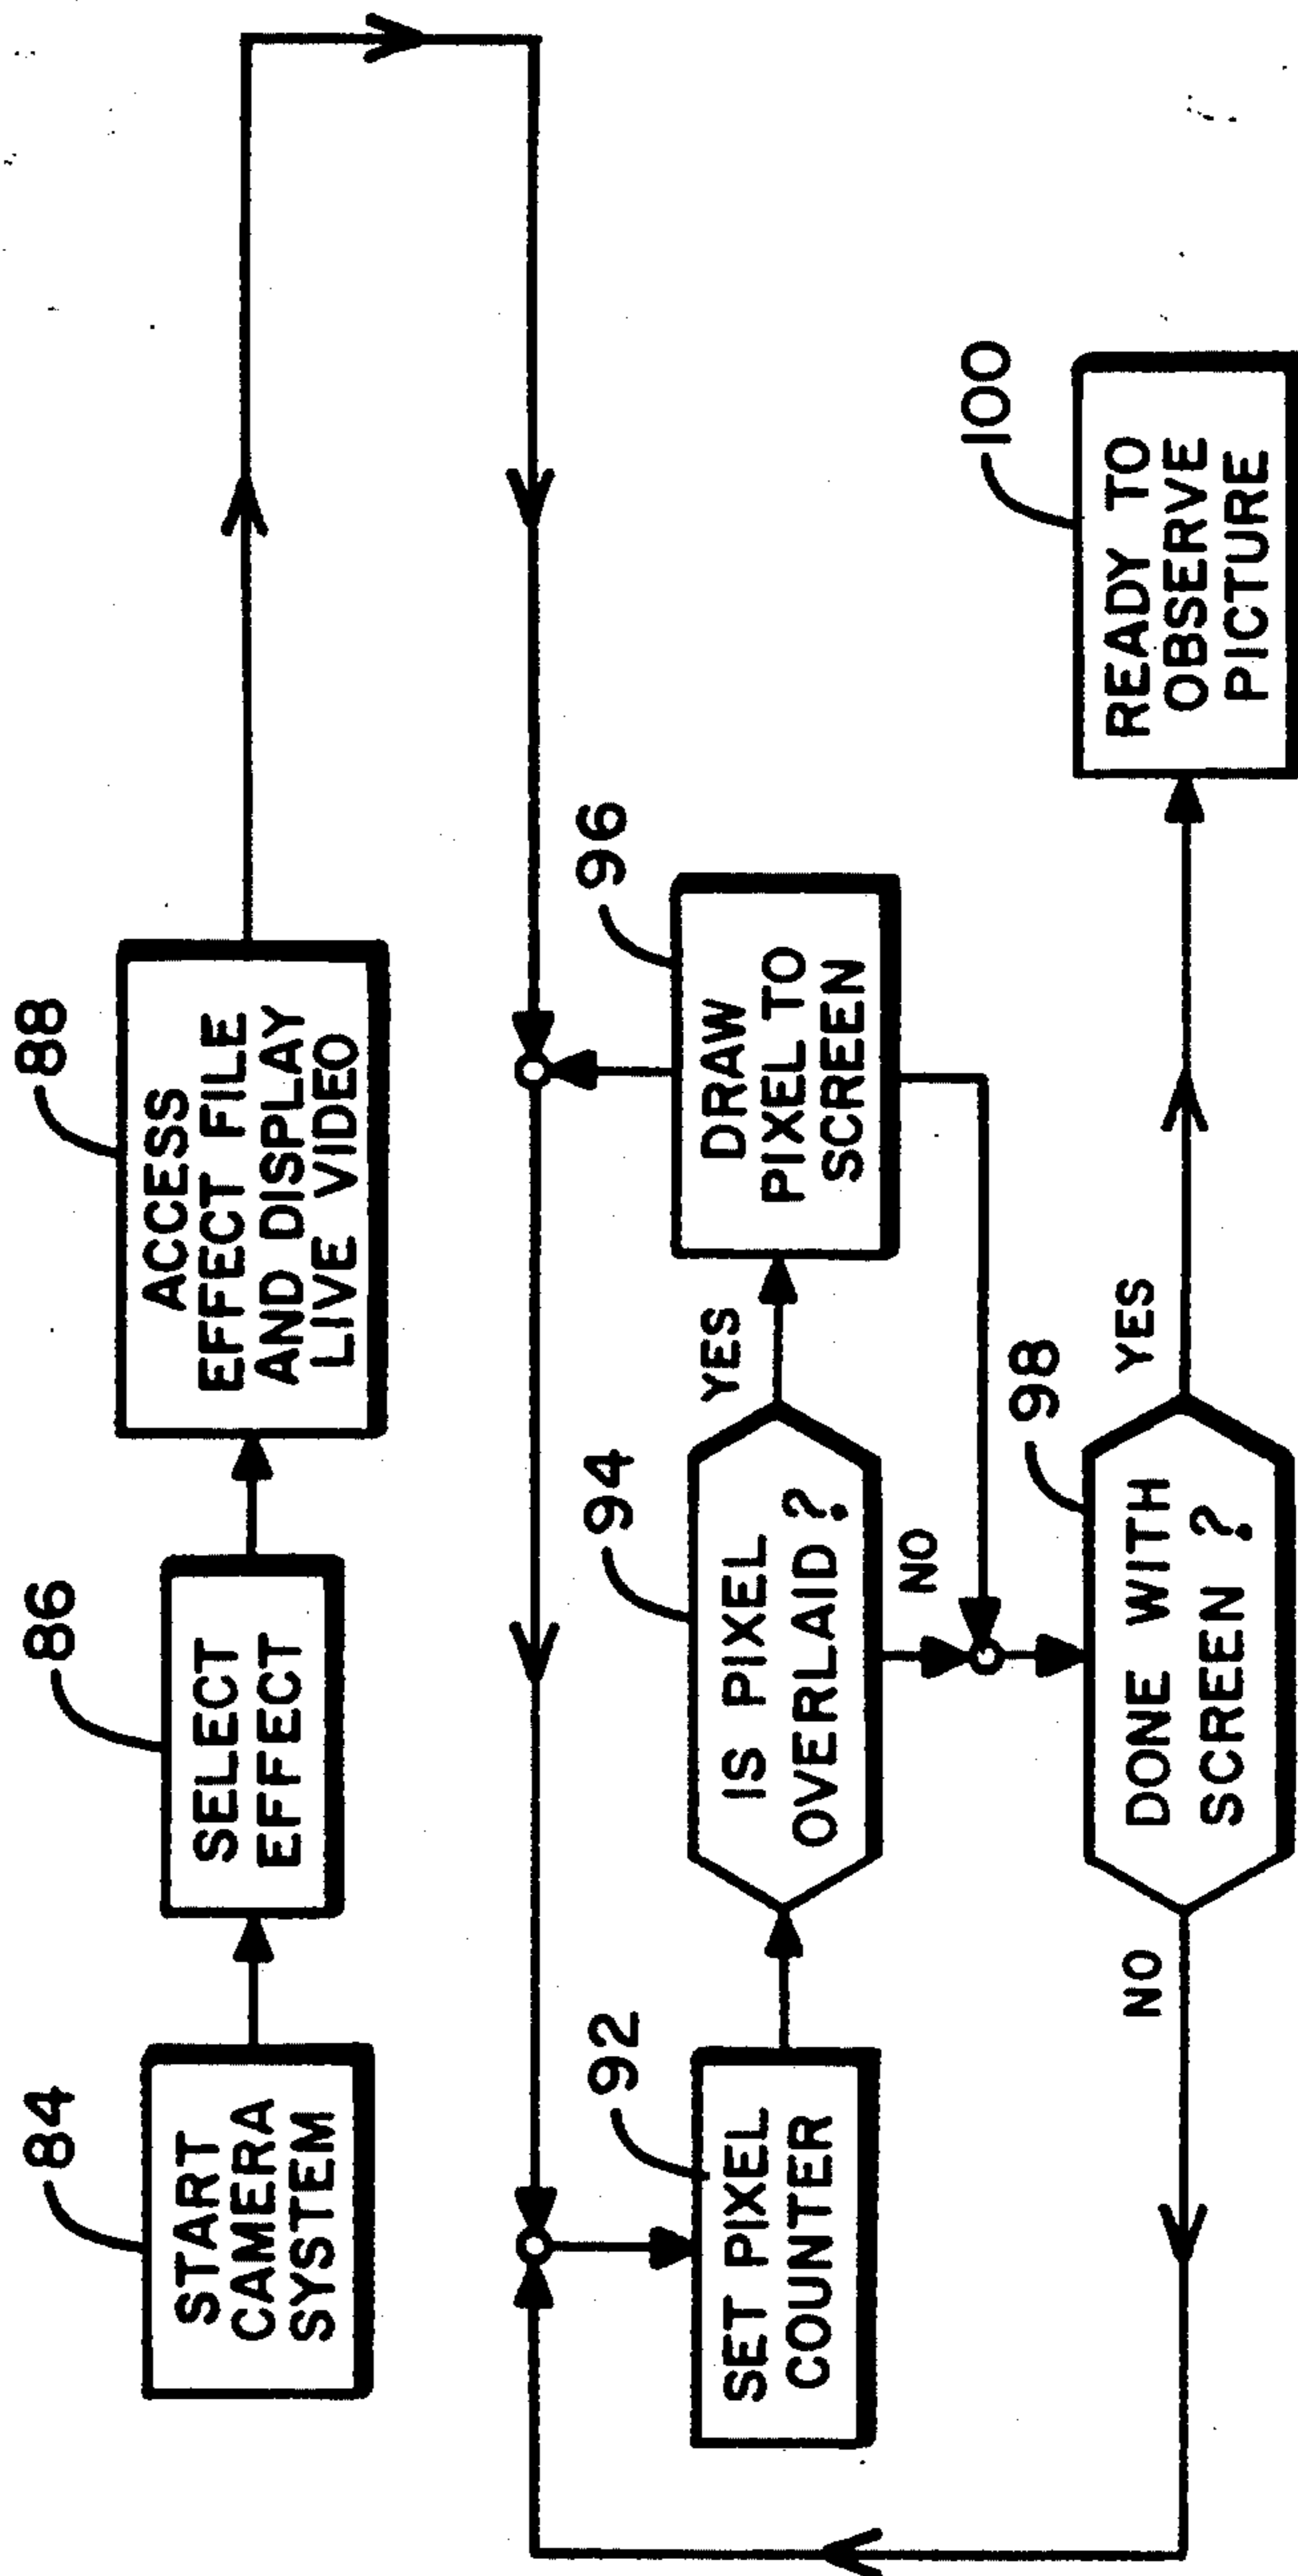 84
START
CAMERA
SYSTEM
86
SELECT
EFFECT
88
ACCESS
EFFECT FILE
AND DISPLAY
LIVE VIDEO
92
SET PIXEL
COUNTER
94
IS PIXEL
OVERLAID ?
YES
NO
96
DRAW
PIXEL TO
SCREEN
98
DONE WITH
SCREEN ?
NO
YES
100
READY TO
OBSERVE
PICTURE